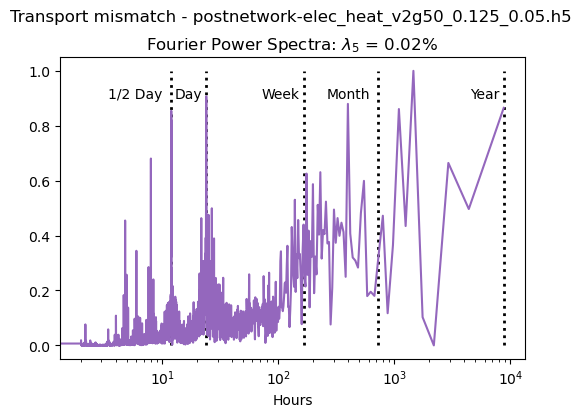 Transport mismatch - postnetwork-elec_heat_v2g50_0.125_0.05.h5
Fourier Power Spectra: λ₅ = 0.02%
1.0
0.8
0.6
0.4
0.2
0.0
1/2 Day
Day
Week
Month
Year
10¹
10²
10³
10⁴
Hours